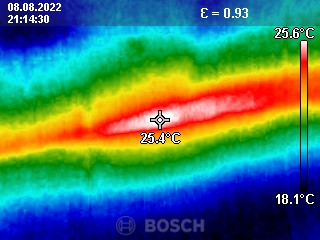 08.08.2022
21:14:30
Ɛ = 0.93
25.6°C
25.4°C
18.1°C
BOSCH